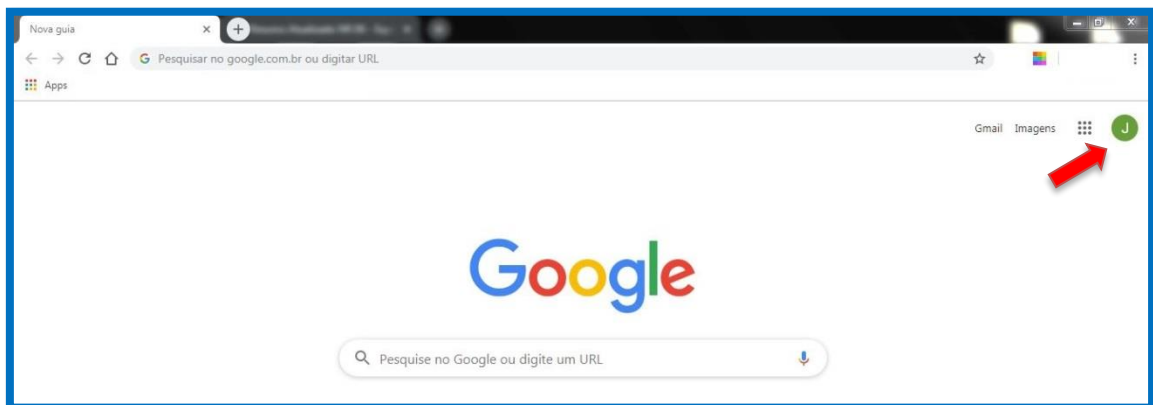 Nova guia
G Pesquisar no google.com.br ou digitar URL
Apps
Gmail Imagens J
Google
Pesquise no Google ou digite um URL